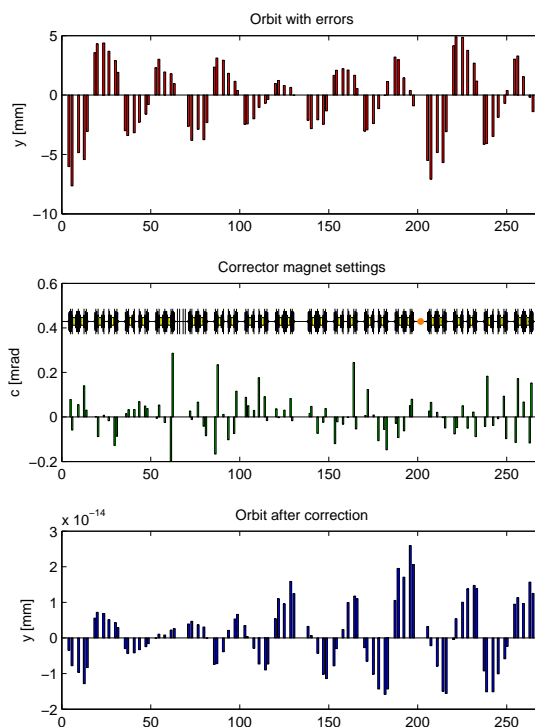 Orbit with errors
10
5
0
−5
−10
y [mm]
0 50 100 150 200 250
Corrector magnet settings
0.6
0.4
0.2
0
−0.2
c [mrad
0 50 100 150 200 250
x 10⁻¹⁴
Orbit after correction
3
2
1
0
−1
−2
y [mm]
0 50 100 150 200 250